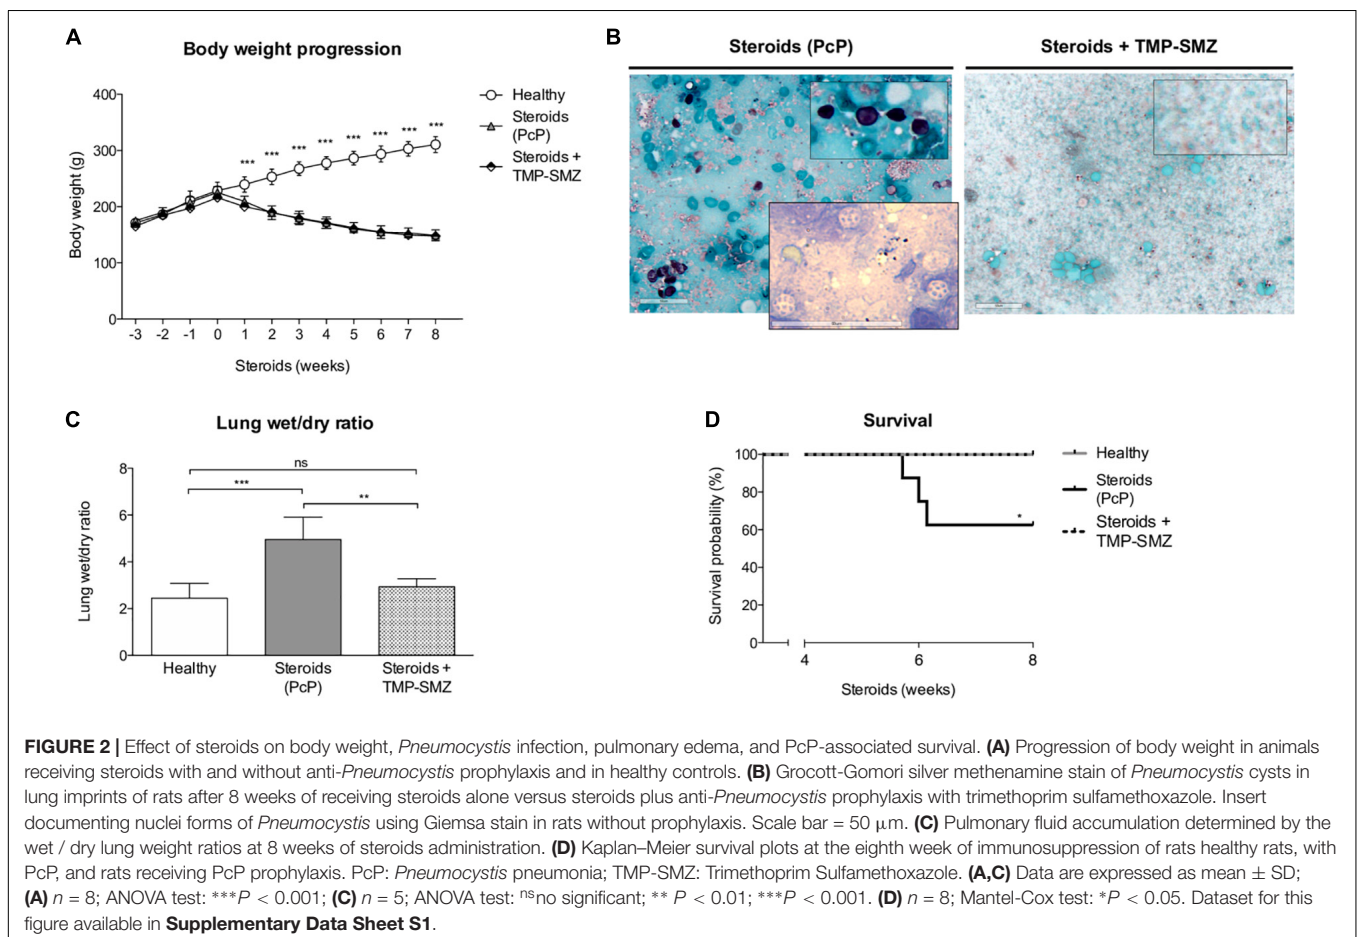 A
Body weight progression
400
300
200
100
0
Body weight (g)
*** *** *** *** *** *** *** ***
-3 -2 -1 0 1 2 3 4 5 6 7 8
Steroids (weeks)
Healthy
Steroids
(PcP)
Steroids +
TMP-SMZ
B
Steroids (PcP)
Steroids + TMP-SMZ
C
Lung wet/dry ratio
ns
***
**
8
6
4
2
0
Lung wet/dry ratio
Healthy
Steroids
(PcP)
Steroids +
TMP-SMZ
D
Survival
100
80
60
40
20
0
Survival probability (%)
*
4 6 8
Steroids (weeks)
Healthy
Steroids
(PcP)
Steroids +
TMP-SMZ
FIGURE 2 | Effect of steroids on body weight, Pneumocystis infection, pulmonary edema, and PcP-associated survival. (A) Progression of body weight in animals
receiving steroids with and without anti-Pneumocystis prophylaxis and in healthy controls. (B) Grocott-Gomori silver methenamine stain of Pneumocystis cysts in
lung imprints of rats after 8 weeks of receiving steroids alone versus steroids plus anti-Pneumocystis prophylaxis with trimethoprim sulfamethoxazole. Insert
documenting nuclei forms of Pneumocystis using Giemsa stain in rats without prophylaxis. Scale bar = 50 μm. (C) Pulmonary fluid accumulation determined by the
wet / dry lung weight ratios at 8 weeks of steroids administration. (D) Kaplan–Meier survival plots at the eighth week of immunosuppression of rats healthy rats, with
PcP, and rats receiving PcP prophylaxis. PcP: Pneumocystis pneumonia; TMP-SMZ: Trimethoprim Sulfamethoxazole. (A,C) Data are expressed as mean ± SD;
(A) n = 8; ANOVA test: ***P < 0.001; (C) n = 5; ANOVA test: ⁿˢno significant; ** P < 0.01; ***P < 0.001. (D) n = 8; Mantel-Cox test: *P < 0.05. Dataset for this
figure available in Supplementary Data Sheet S1.